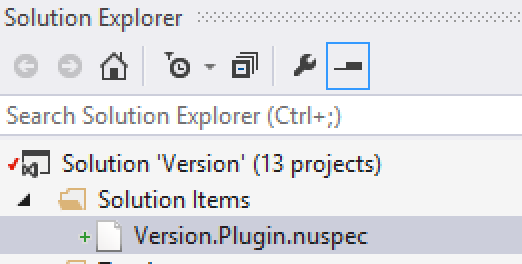 Solution Explorer
Search Solution Explorer (Ctrl+;)
Solution 'Version' (13 projects)
Solution Items
Version.Plugin.nuspec